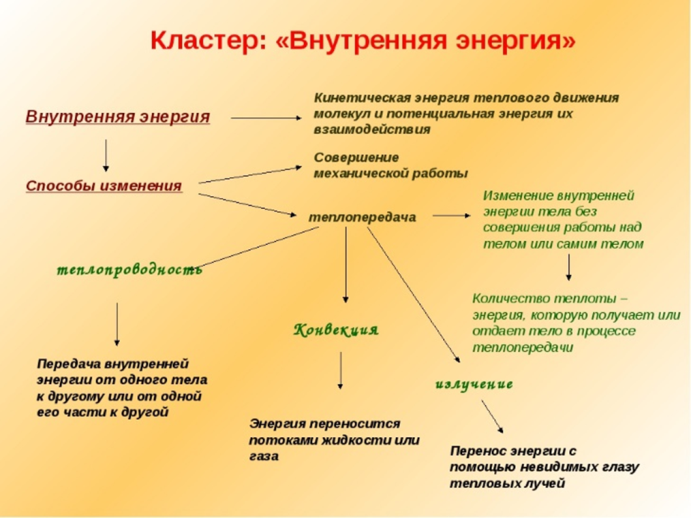 Кластер: «Внутренняя энергия»
Внутренняя энергия
Кинетическая энергия теплового движения
молекул и потенциальная энергия их
взаимодействия
Способы изменения
Совершение
механической работы
теплопередача
Изменение внутренней
энергии тела без
совершения работы над
телом или самим телом
Количество теплоты –
энергия, которую получает или
отдает тело в процессе
теплопередачи
теплопроводность
Передача внутренней
энергии от одного тела
к другому или от одной
его части к другой
Конвекция
Энергия переносится
потоками жидкости или
газа
излучение
Перенос энергии с
помощью невидимых глазу
тепловых лучей